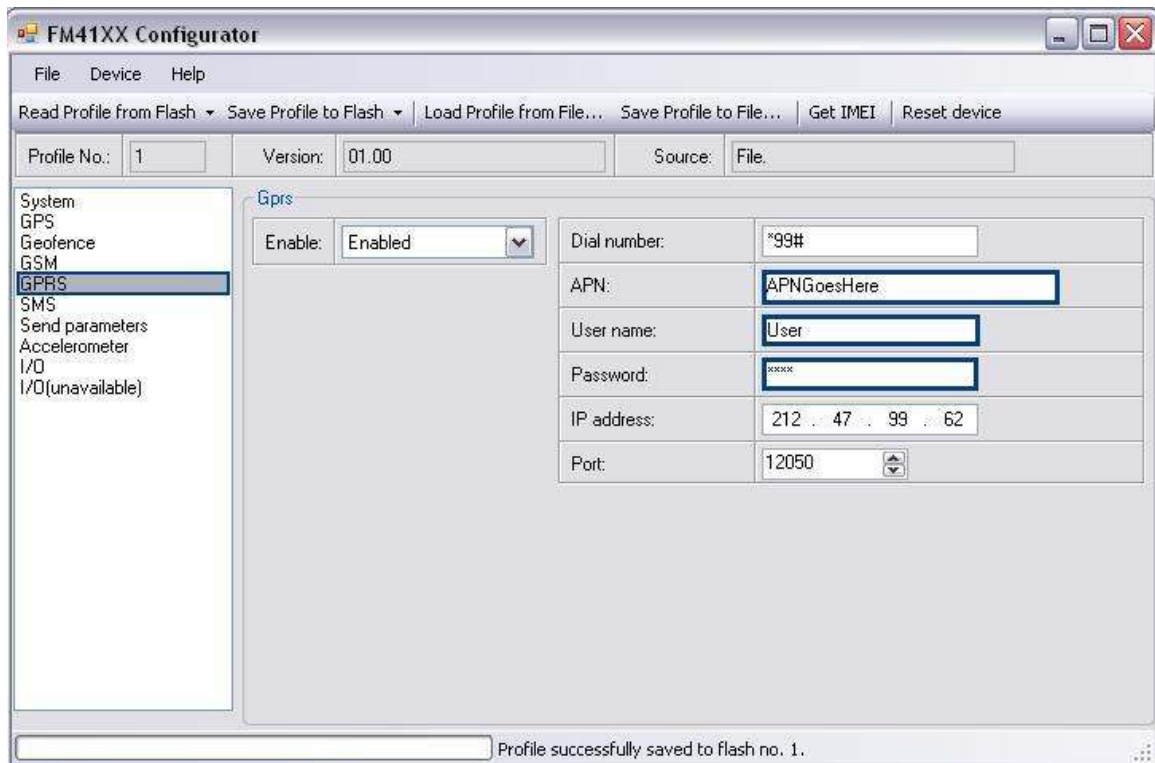 FM41XX Configurator
File Device Help
Read Profile from Flash Save Profile to Flash Load Profile from File... Save Profile to File... Get IMEI Reset device
Profile No.: 1 Version: 01.00 Source: File.
System
GPS
Geofence
GSM
GPRS
SMS
Send parameters
Accelerometer
I/O
I/O(unavailable)
Gprs
Enable: Enabled
Dial number: *99#
APN: APNGoesHere
User name: User
Password: ****
IP address: 212 . 47 . 99 . 62
Port: 12050
Profile successfully saved to flash no. 1.